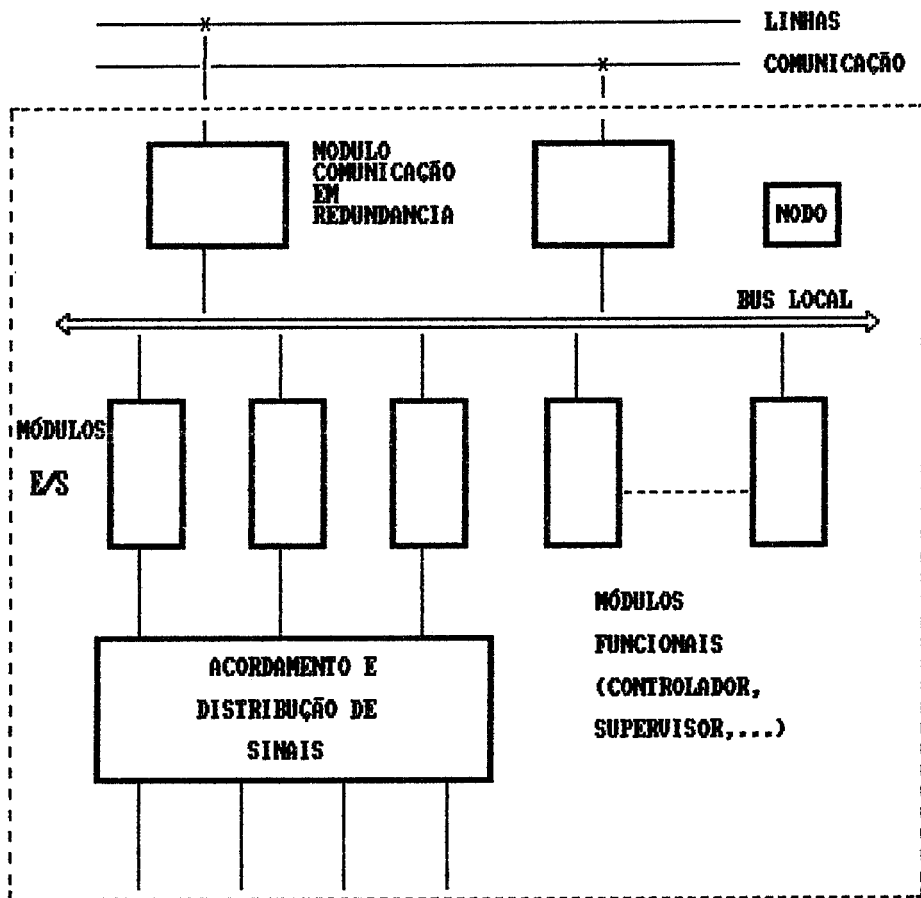 LINHAS
COMUNICAÇÃO
MODULO
COMUNICAÇÃO
EM
REDUNDANCIA
NODO
BUS LOCAL
MÓDULOS
E/S
MÓDULOS
FUNCIONAIS
(CONTROLADOR,
SUPERVISOR,...)
ACORDAMENTO E
DISTRIBUÇÃO DE
SINAIS